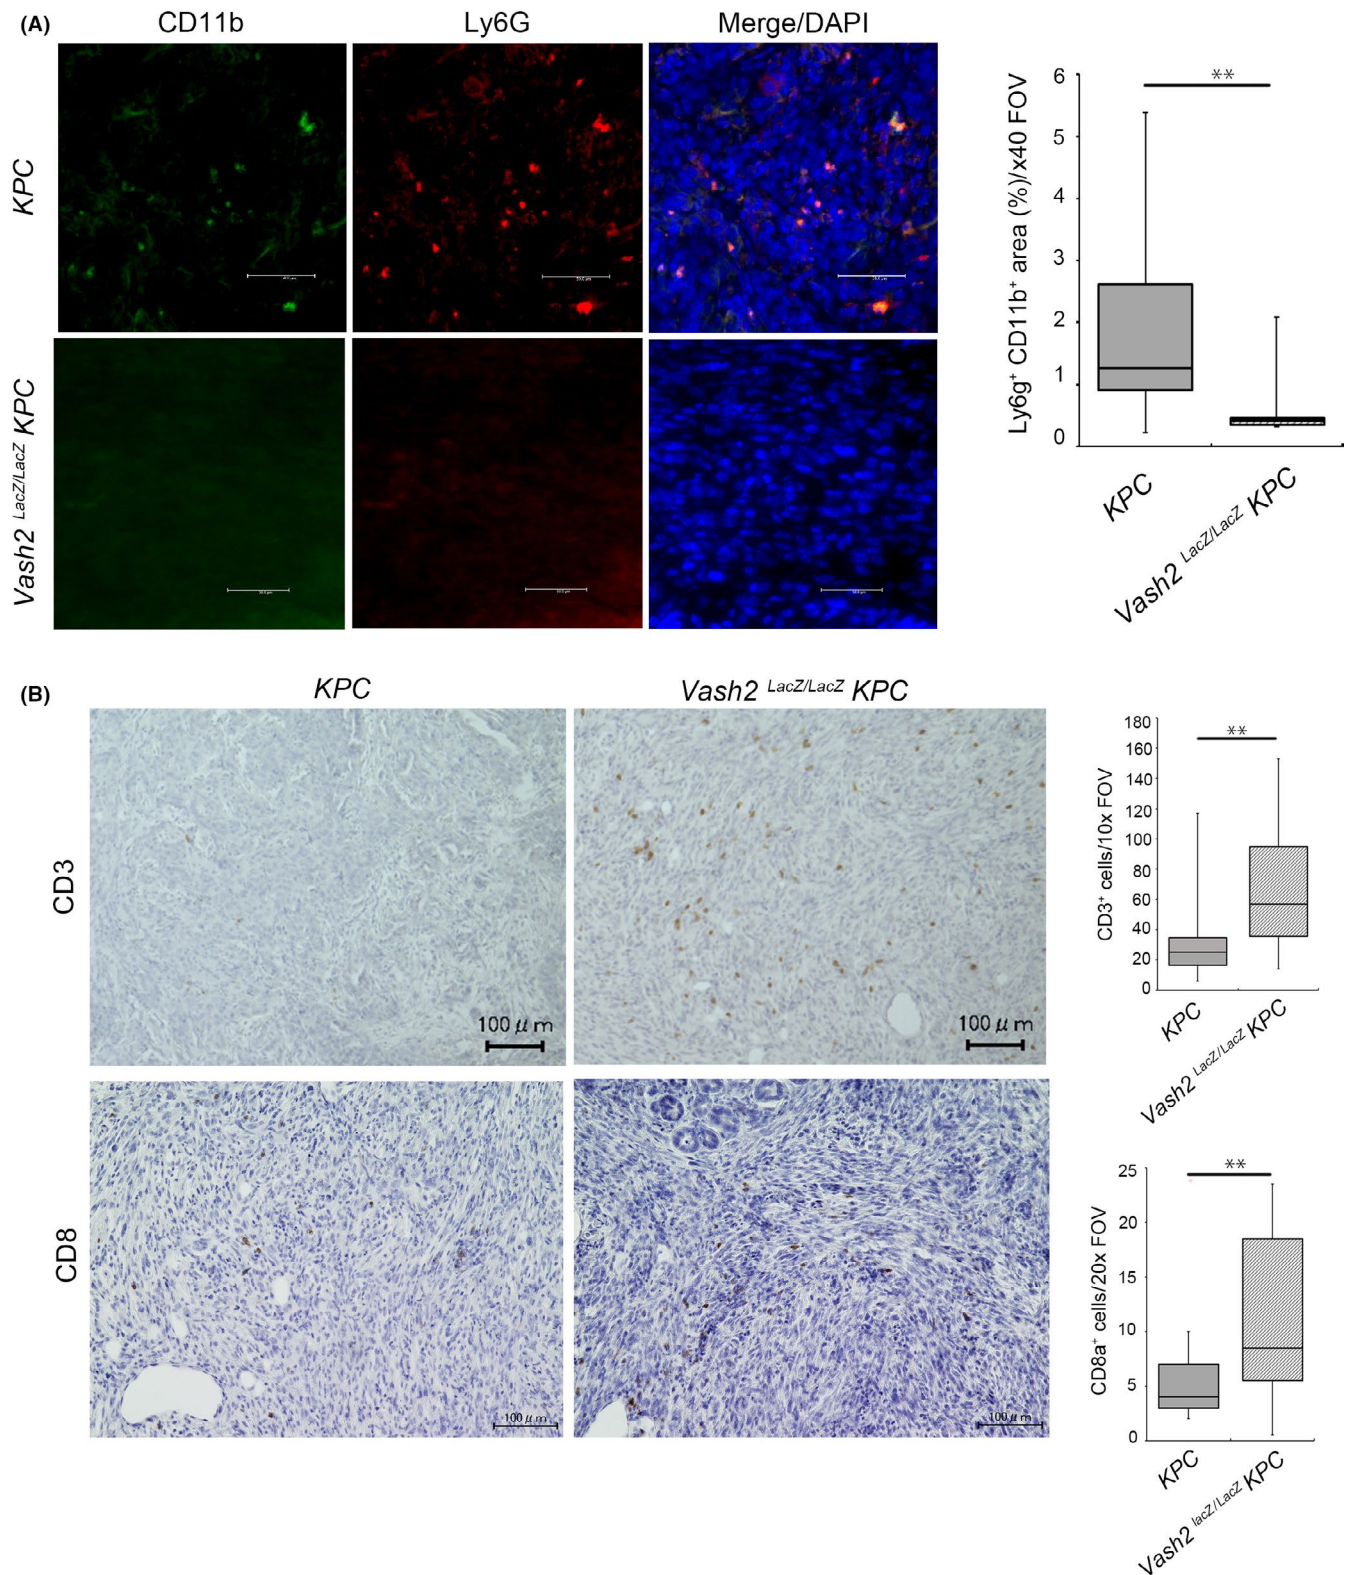 (A)
CD11b Ly6G Merge/DAPI
KPC
Vash2 LacZ/LacZ KPC
Ly6g+ CD11b+ area (%)/x40 FOV
**
6
5
4
3
2
1
0
KPC
Vash2 LacZ/LacZ KPC
(B)
KPC Vash2 LacZ/LacZ KPC
CD3
100 μm
100 μm
CD3+ cells/10x FOV
**
180
160
140
120
100
80
60
40
20
0
KPC
Vash2 LacZ/LacZ KPC
CD8
100 μm
100 μm
CD8a+ cells/20x FOV
**
25
20
15
10
5
0
KPC
Vash2 lacZ/LacZ KPC